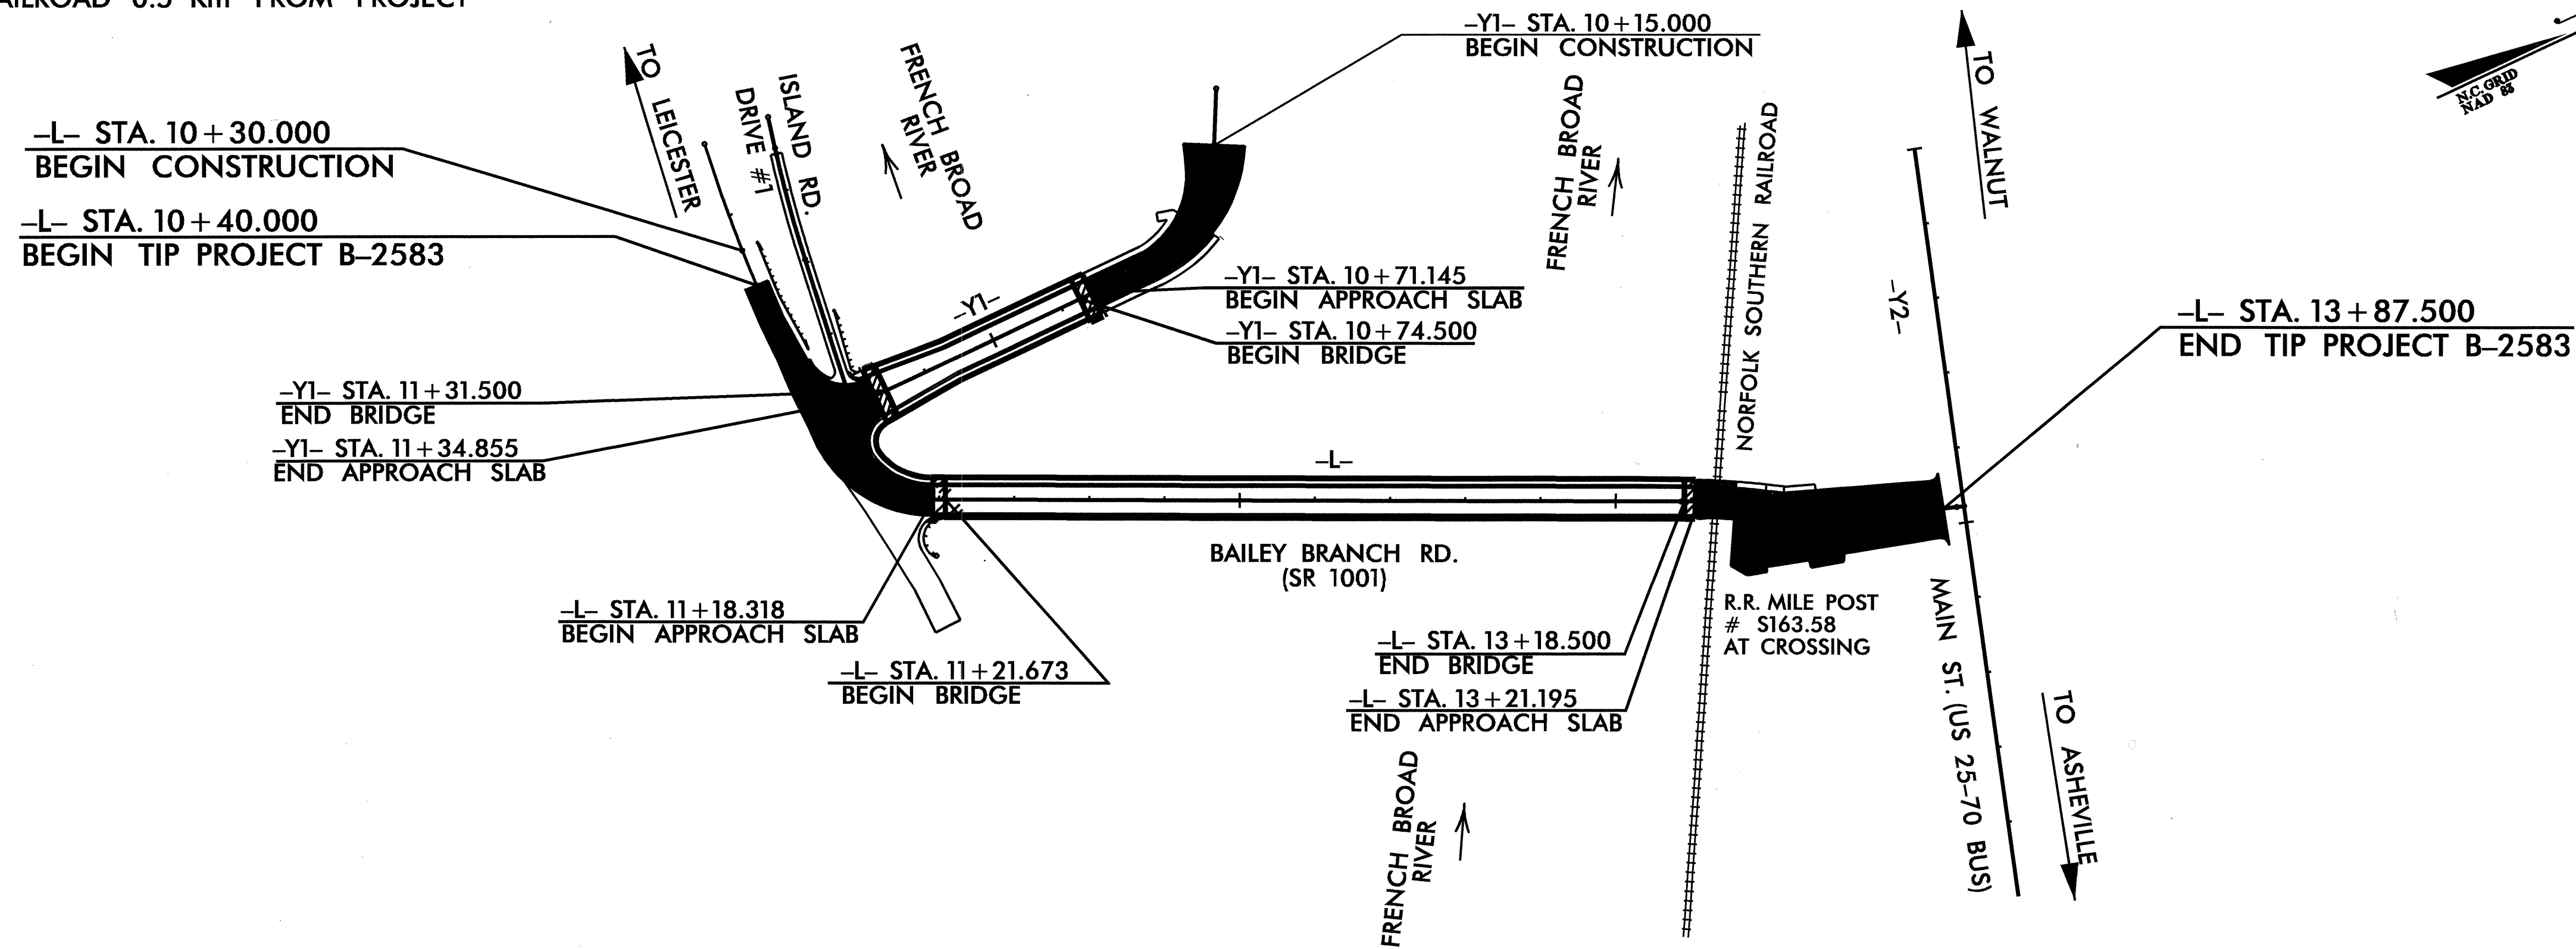 RAILROAD 0.5 Km FROM PROJECT
–Y1– STA. 10+15.000
BEGIN CONSTRUCTION
TO LEICESTER
ISLAND RD.
DRIVE #1
FRENCH BROAD
RIVER
FRENCH BROAD
RIVER
NORFOLK SOUTHERN RAILROAD
TO WALNUT
N.C. GRID
NAD 83
–L– STA. 10+30.000
BEGIN CONSTRUCTION
–L– STA. 10+40.000
BEGIN TIP PROJECT B–2583
–Y1–
–Y1– STA. 10+71.145
BEGIN APPROACH SLAB
–Y1– STA. 10+74.500
BEGIN BRIDGE
–Y2–
–L– STA. 13+87.500
END TIP PROJECT B–2583
–Y1– STA. 11+31.500
END BRIDGE
–Y1– STA. 11+34.855
END APPROACH SLAB
–L–
BAILEY BRANCH RD.
(SR 1001)
–L– STA. 11+18.318
BEGIN APPROACH SLAB
–L– STA. 11+21.673
BEGIN BRIDGE
–L– STA. 13+18.500
END BRIDGE
–L– STA. 13+21.195
END APPROACH SLAB
R.R. MILE POST
# S163.58
AT CROSSING
MAIN ST. (US 25–70 BUS)
TO ASHEVILLE
FRENCH BROAD
RIVER